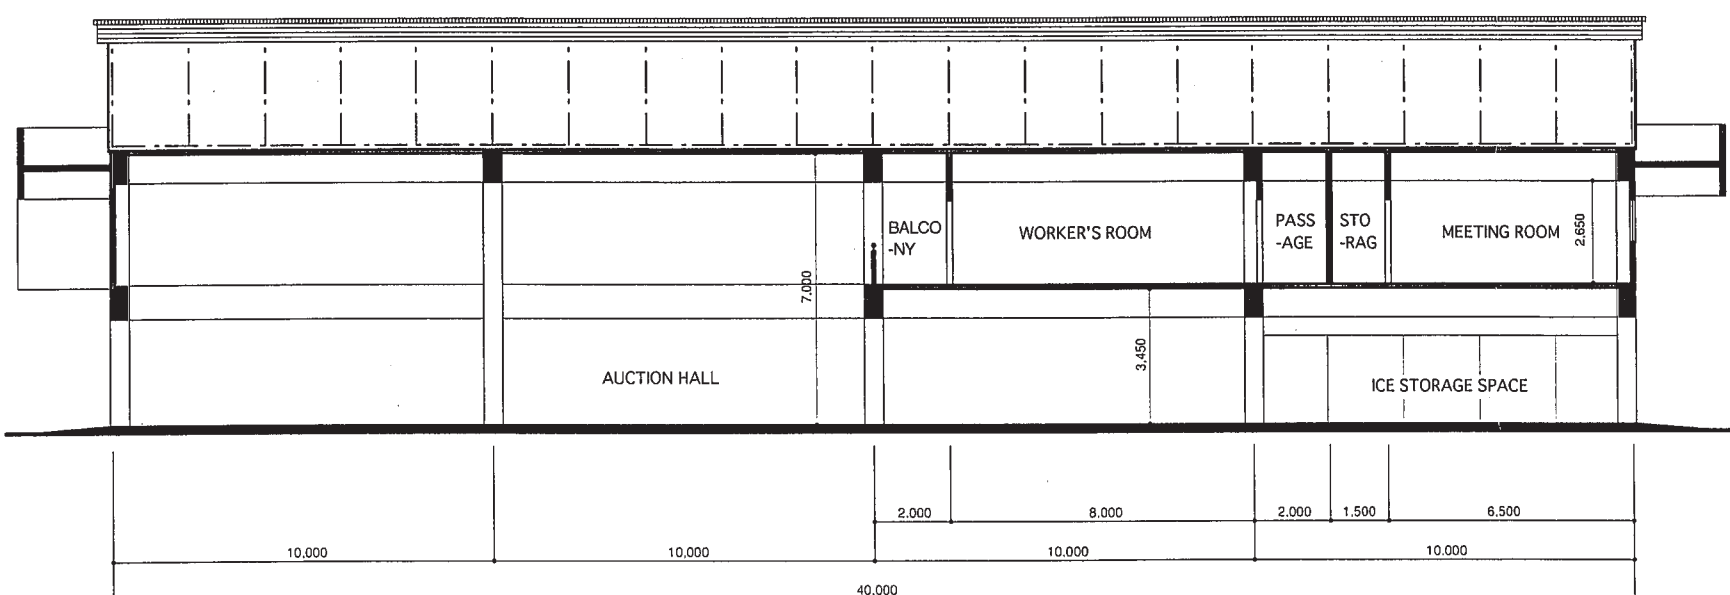 BALCO
-NY
WORKER'S ROOM
PASS
-AGE
STO
-RAG
MEETING ROOM
2,650
7.000
3,450
AUCTION HALL
ICE STORAGE SPACE
2.000
8.000
2.000
1.500
6.500
10,000
10,000
10.000
10.000
40.000